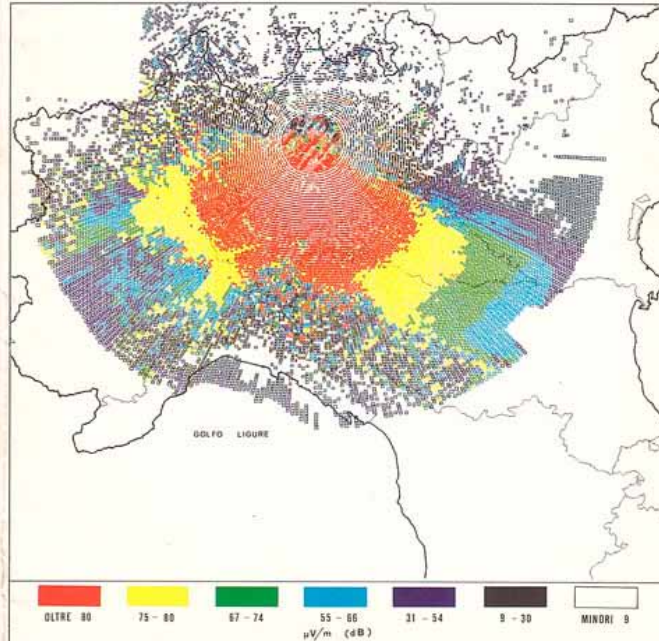 GOLFO LIGURE
OLTRE 80
75 - 80
67 - 74
55 - 66
31 - 54
9 - 30
MINORI 9
µV/m (dB)